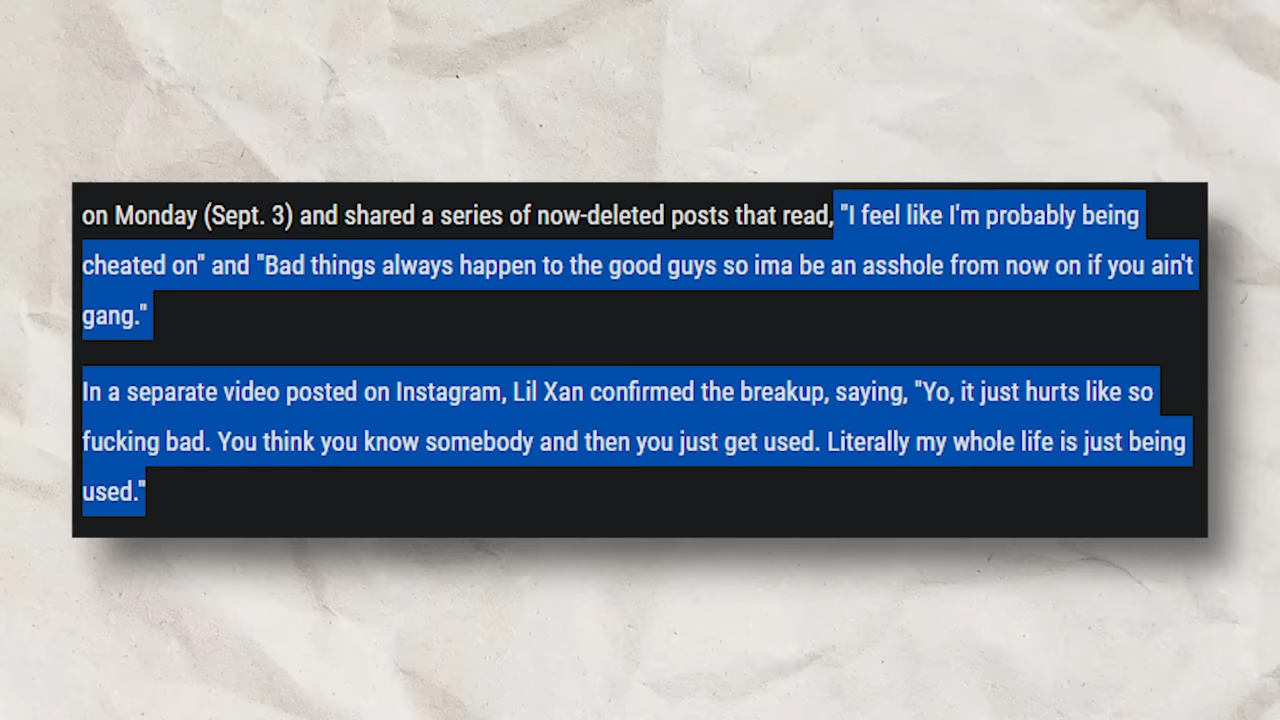 on Monday (Sept. 3) and shared a series of now-deleted posts that read, "I feel like I'm probably being
cheated on" and "Bad things always happen to the good guys so ima be an asshole from now on if you ain't
gang."
In a separate video posted on Instagram, Lil Xan confirmed the breakup, saying, "Yo, it just hurts like so
fucking bad. You think you know somebody and then you just get used. Literally my whole life is just being
used."